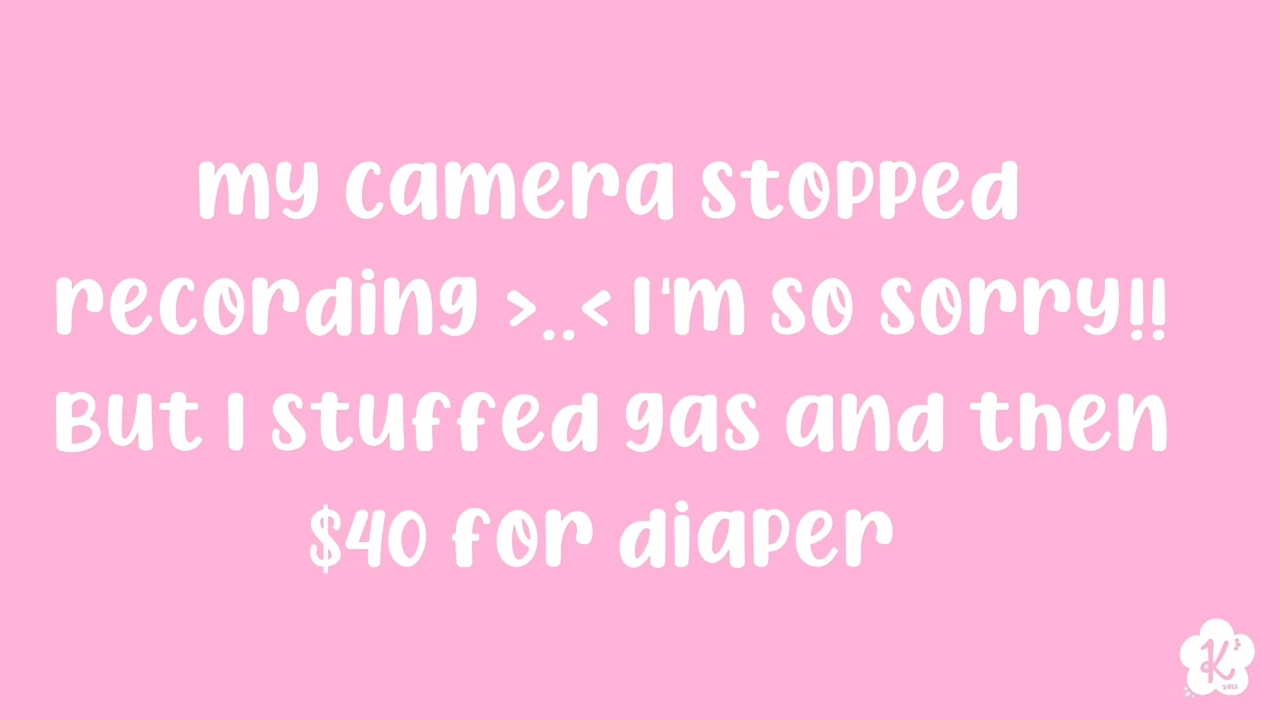 my camera stopped
recording >..< I'm so sorry!!
But I stuffed gas and then
$40 for diaper
K